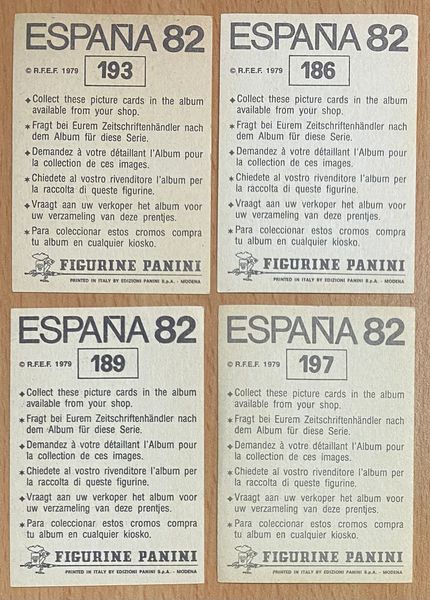 ESPAÑA 82
© R.F.E.F. 1979
193
✦Collect these picture cards in the album
available from your shop.
✶Fragt bei Eurem Zeitschriftenhändler nach
dem Album für diese Serie.
✦Demandez à votre détaillant l'Album pour
la collection de ces images.
✶Chiedete al vostro rivenditore l'album per
la raccolta di queste figurine.
✦Vraagt aan uw verkoper het album voor
uw verzameling van deze prentjes.
✶Para coleccionar estos cromos compra
tu album en cualquier kiosko.
FIGURINE PANINI
PRINTED IN ITALY BY EDIZIONI PANINI S.p.A. - MODENA
ESPAÑA 82
© R.F.E.F. 1979
186
✦Collect these picture cards in the album
available from your shop.
✶Fragt bei Eurem Zeitschriftenhändler nach
dem Album für diese Serie.
✦Demandez à votre détaillant l'Album pour
la collection de ces images.
✶Chiedete al vostro rivenditore l'album per
la raccolta di queste figurine.
✦Vraagt aan uw verkoper het album voor
uw verzameling van deze prentjes.
✶Para coleccionar estos cromos compra
tu album en cualquier kiosko.
FIGURINE PANINI
PRINTED IN ITALY BY EDIZIONI PANINI S.p.A. - MODENA
ESPAÑA 82
© R.F.E.F. 1979
189
✦Collect these picture cards in the album
available from your shop.
✶Fragt bei Eurem Zeitschriftenhändler nach
dem Album für diese Serie.
✦Demandez à votre détaillant l'Album pour
la collection de ces images.
✶Chiedete al vostro rivenditore l'album per
la raccolta di queste figurine.
✦Vraagt aan uw verkoper het album voor
uw verzameling van deze prentjes.
✶Para coleccionar estos cromos compra
tu album en cualquier kiosko.
FIGURINE PANINI
PRINTED IN ITALY BY EDIZIONI PANINI S.p.A. - MODENA
ESPAÑA 82
© R.F.E.F. 1979
197
✦Collect these picture cards in the album
available from your shop.
✶Fragt bei Eurem Zeitschriftenhändler nach
dem Album für diese Serie.
✦Demandez à votre détaillant l'Album pour
la collection de ces images.
✶Chiedete al vostro rivenditore l'album per
la raccolta di queste figurine.
✦Vraagt aan uw verkoper het album voor
uw verzameling van deze prentjes.
✶Para coleccionar estos cromos compra
tu album en cualquier kiosko.
FIGURINE PANINI
PRINTED IN ITALY BY EDIZIONI PANINI S.p.A. - MODENA